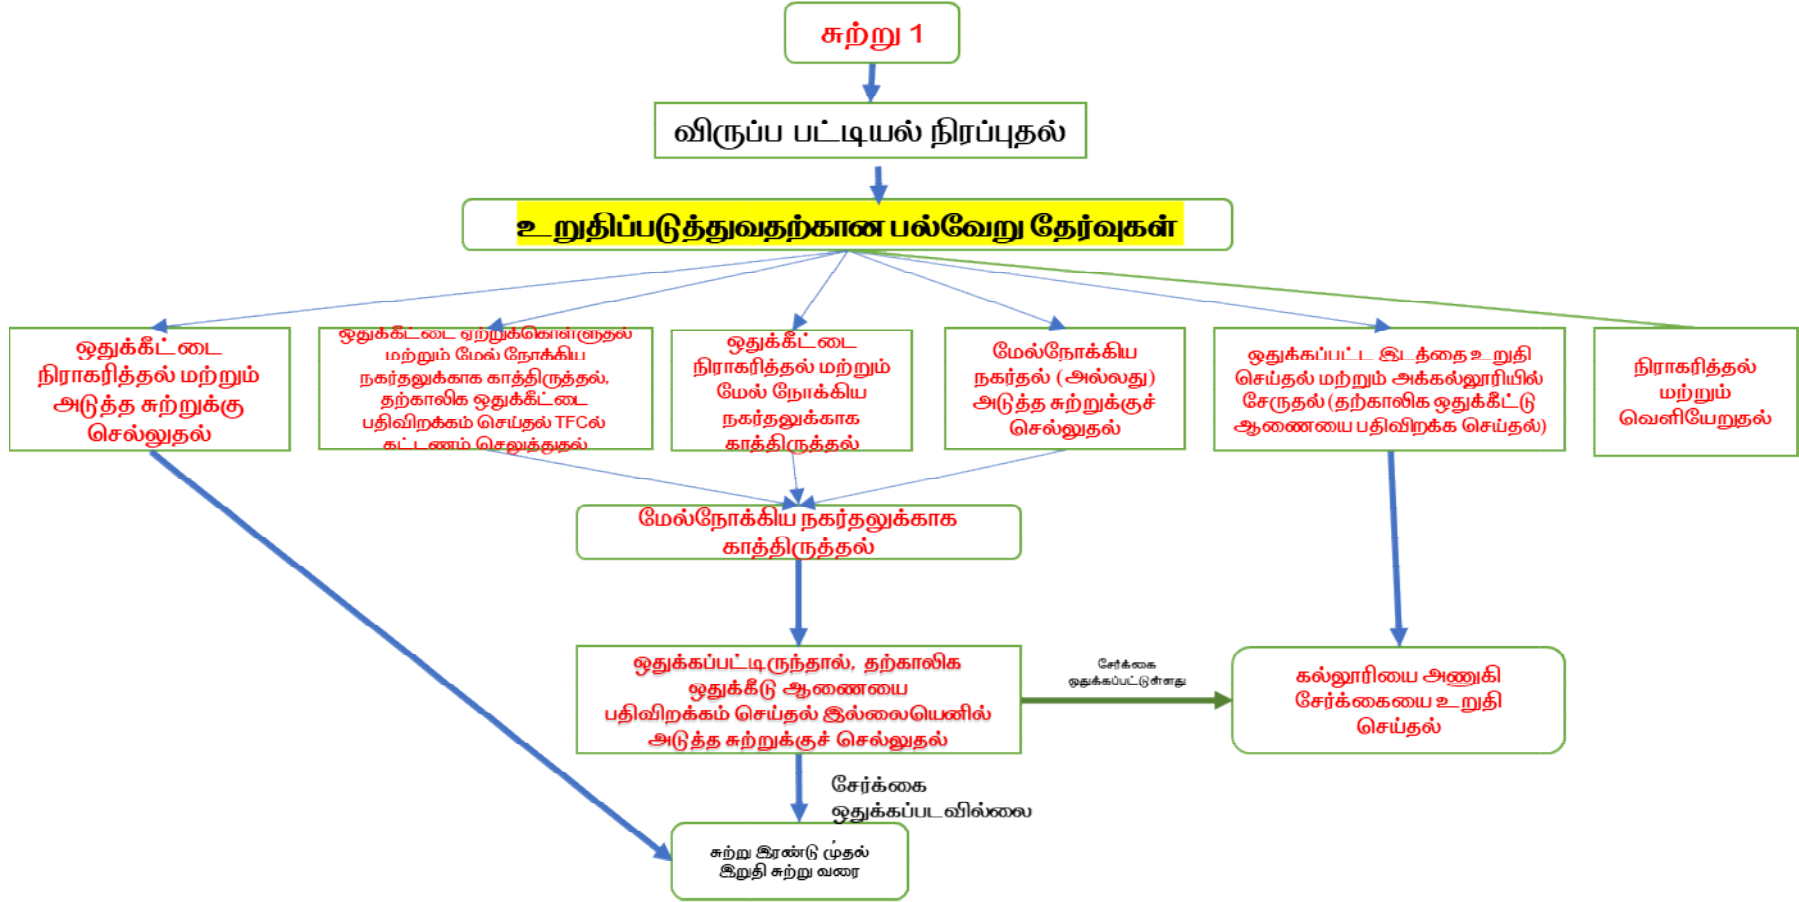 சுற்று 1
விருப்ப பட்டியல் நிரப்புதல்
உறுதிப்படுத்துவதற்கான பல்வேறு தேர்வுகள்
ஒதுக்கீட்டை
நிராகரித்தல் மற்றும்
அடுத்த சுற்றுக்கு
செல்லுதல்
ஒதுக்கீட்டை ஏற்றுக்கொள்ளுதல்
மற்றும் மேல் நோக்கிய
நகர்தலுக்காக காத்திருத்தல்,
தற்காலிக ஒதுக்கீட்டை
பதிவிறக்கம் செய்தல் TFCல்
கட்டணம் செலுத்துதல்
ஒதுக்கீட்டை
நிராகரித்தல் மற்றும்
மேல் நோக்கிய
நகர்தலுக்காக
காத்திருத்தல்
மேல்நோக்கிய
நகர்தல் (அல்லது)
அடுத்த சுற்றுக்குச்
செல்லுதல்
ஒதுக்கப்பட்ட இடத்தை உறுதி
செய்தல் மற்றும் அக்கல்லூரியில்
சேருதல் (தற்காலிக ஒதுக்கீட்டு
ஆணையை பதிவிறக்க செய்தல்)
நிராகரித்தல்
மற்றும்
வெளியேறுதல்
மேல்நோக்கிய நகர்தலுக்காக
காத்திருத்தல்
ஒதுக்கப்பட்டிருந்தால், தற்காலிக
ஒதுக்கீடு ஆணையை
பதிவிறக்கம் செய்தல் இல்லையெனில்
அடுத்த சுற்றுக்குச் செல்லுதல்
சேர்க்கை
ஒதுக்கப்பட்டுள்ளது
கல்லூரியை அணுகி
சேர்க்கையை உறுதி
செய்தல்
சேர்க்கை
ஒதுக்கப்படவில்லை
சுற்று இரண்டு முதல்
இறுதி சுற்று வரை